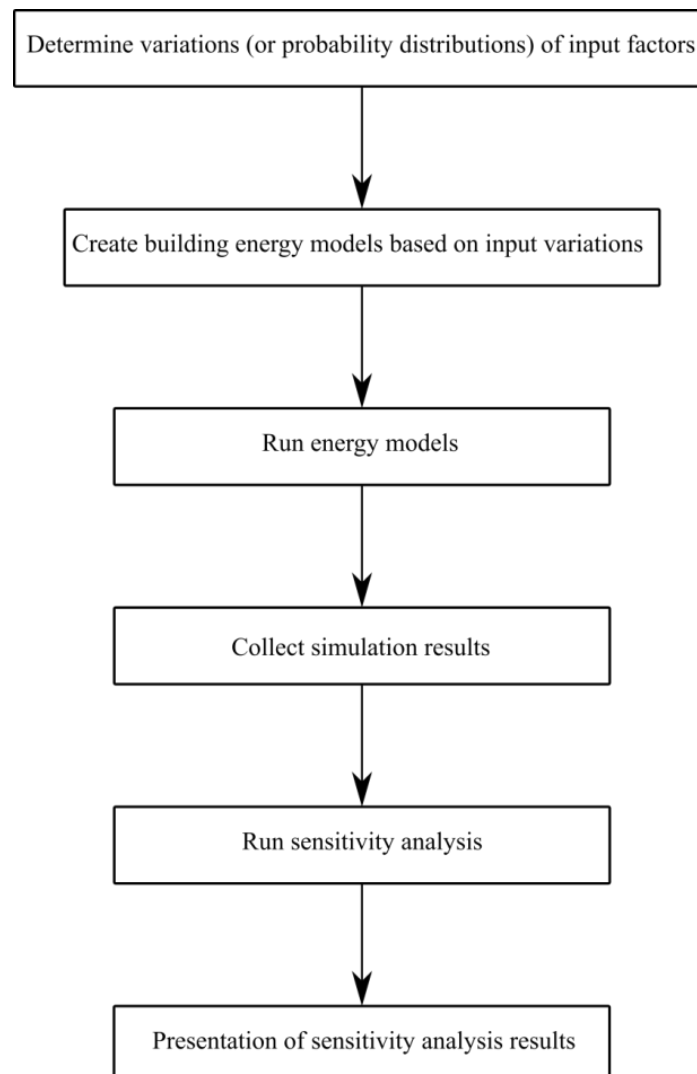 Determine variations (or probability distributions) of input factors
Create building energy models based on input variations
Run energy models
Collect simulation results
Run sensitivity analysis
Presentation of sensitivity analysis results